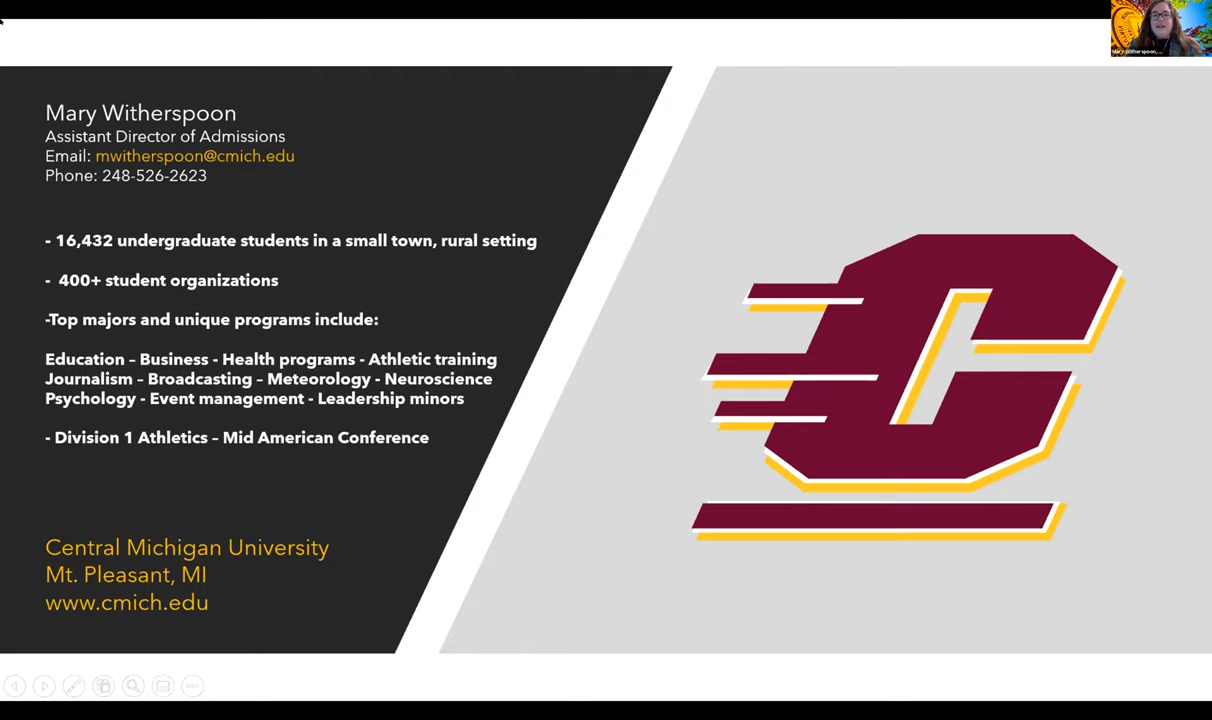 Mary Witherspoon
Assistant Director of Admissions
Email: mwitherspoon@cmich.edu
Phone: 248-526-2623
- 16,432 undergraduate students in a small town, rural setting
- 400+ student organizations
-Top majors and unique programs include:
Education – Business - Health programs - Athletic training
Journalism – Broadcasting – Meteorology - Neuroscience
Psychology - Event management - Leadership minors
- Division 1 Athletics – Mid American Conference
Central Michigan University
Mt. Pleasant, MI
www.cmich.edu
C
Mary Witherspoon, ...